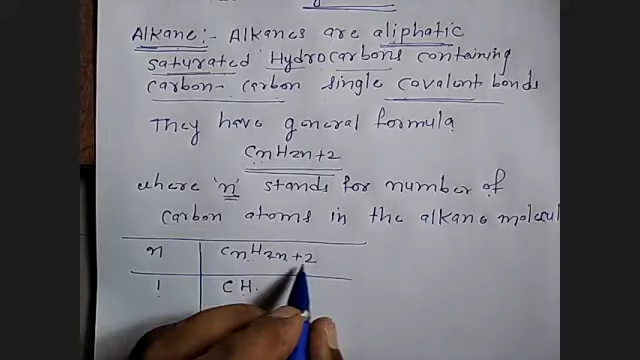 Alkane:- Alkanes are aliphatic
saturated Hydrocarbons containing
carbon-carbon single covalent bonds
They have general formula
CnH2n+2
where 'n' stands for number of
carbon atoms in the alkane molecul
n CnH2n+2
1 CH